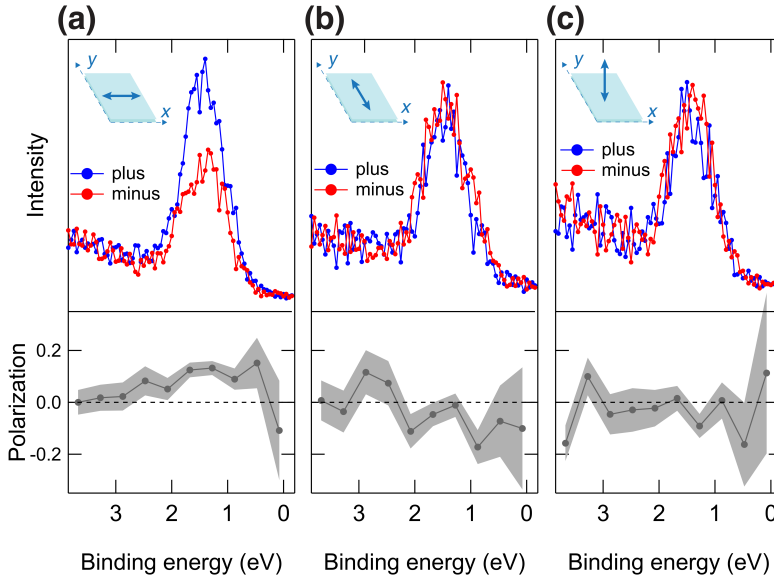 (a) (b) (c)
y y y
x x x
plus plus plus
minus minus minus
Intensity
0.2
0.0
-0.2
Polarization
3 2 1 0 3 2 1 0 3 2 1 0
Binding energy (eV) Binding energy (eV) Binding energy (eV)